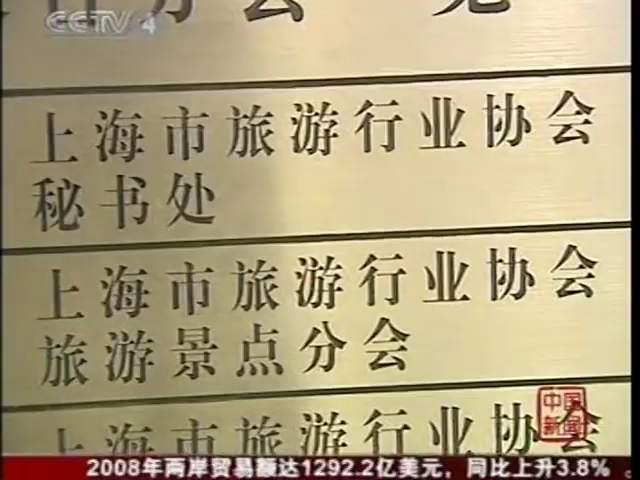 CCTV 4
上海市旅游行业协会
秘书处
上海市旅游行业协会
旅游景点分会
上海市旅游行业协会
中国新闻
2008年两岸贸易额达1292.2亿美元，同比上升3.8%